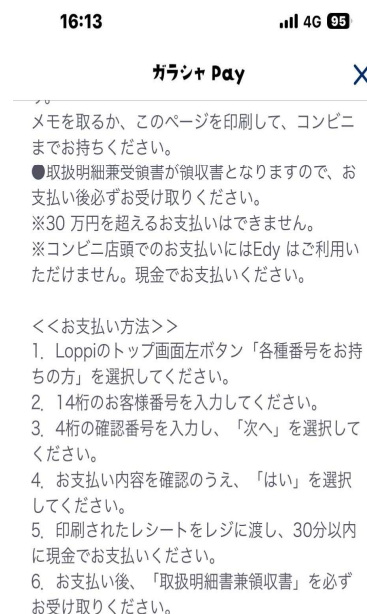 16:13
4G 95
ガラシャ Pay
メモを取るか、このページを印刷して、コンビニ
までお持ちください。
●取扱明細兼受領書が領収書となりますので、お
支払い後必ずお受け取りください。
※30 万円を超えるお支払いはできません。
※コンビニ店頭でのお支払いにはEdy はご利用い
ただけません。現金でお支払いください。
<<お支払い方法>>
1．Loppiのトップ画面左ボタン「各種番号をお持
ちの方」を選択してください。
2．14桁のお客様番号を入力してください。
3．4桁の確認番号を入力し、「次へ」を選択して
ください。
4．お支払い内容を確認のうえ、「はい」を選択
してください。
5．印刷されたレシートをレジに渡し、30分以内
に現金でお支払いください。
6．お支払い後、「取扱明細書兼領収書」を必ず
お受け取りください。